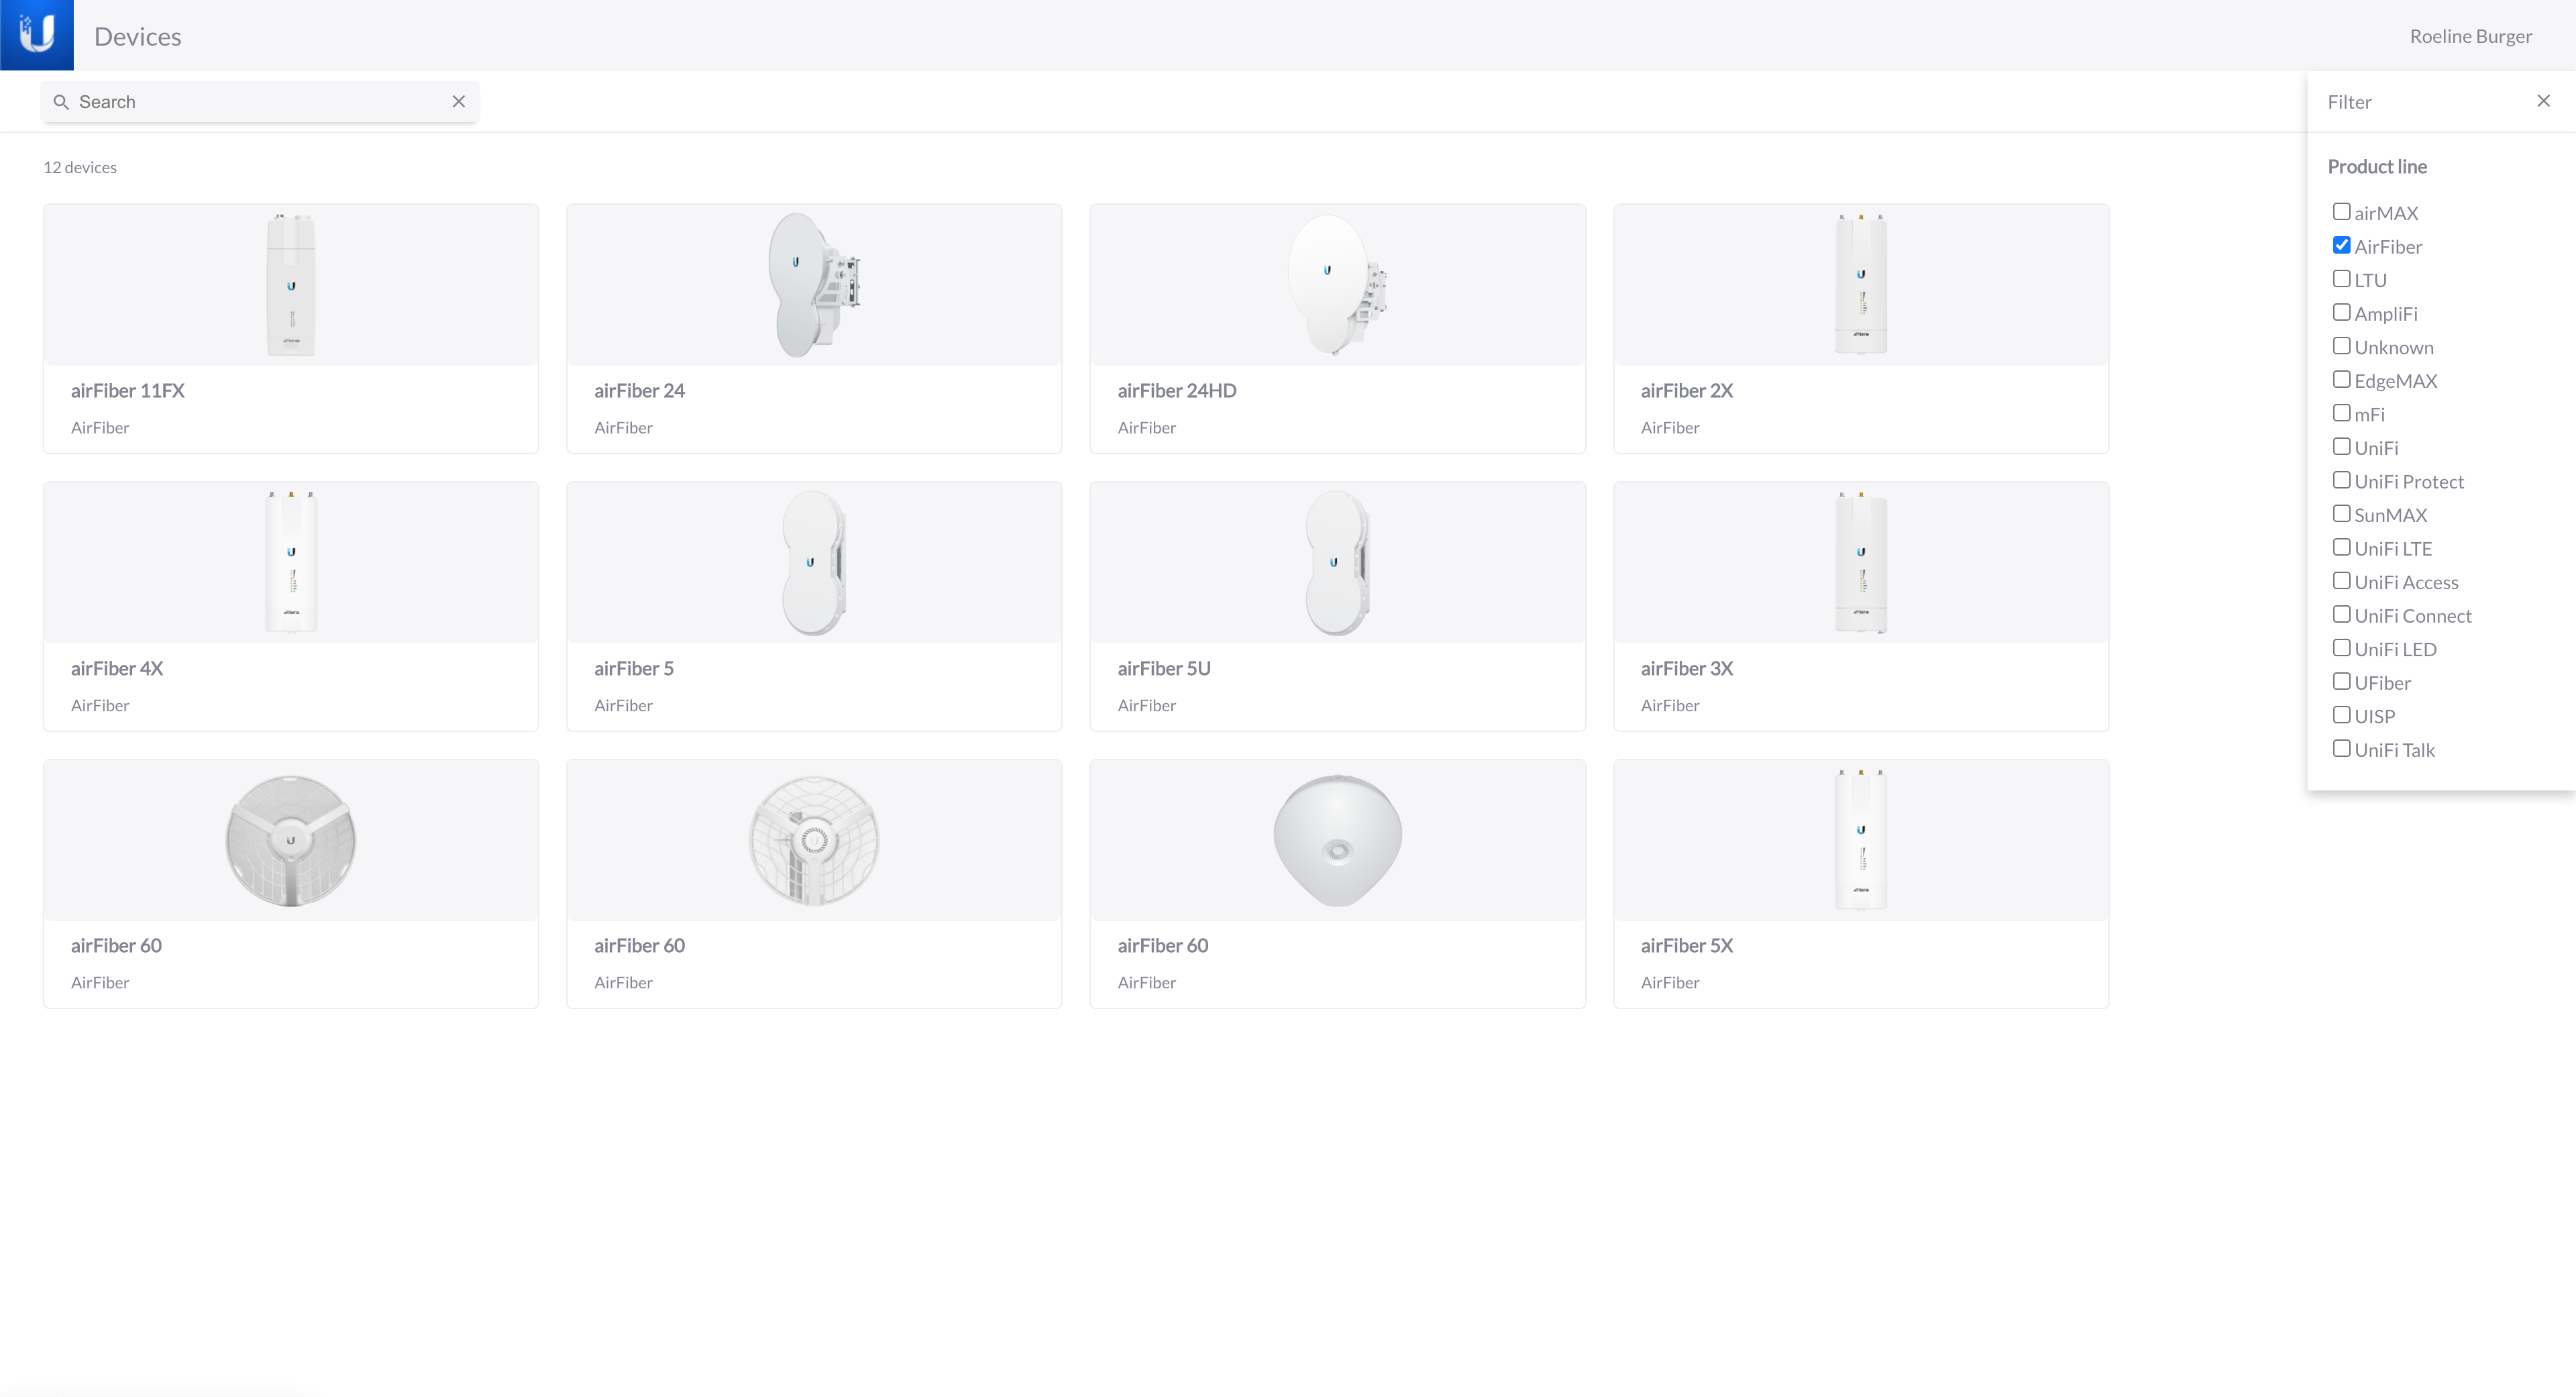 Devices
Roeline Burger
Search
Filter
12 devices
Product line
airMAX
AirFiber
LTU
AmpliFi
Unknown
EdgeMAX
mFi
UniFi
UniFi Protect
SunMAX
UniFi LTE
UniFi Access
UniFi Connect
UniFi LED
UFiber
UISP
UniFi Talk
airFiber 11FX
AirFiber
airFiber 24
AirFiber
airFiber 24HD
AirFiber
airFiber 2X
AirFiber
airFiber 4X
AirFiber
airFiber 5
AirFiber
airFiber 5U
AirFiber
airFiber 3X
AirFiber
airFiber 60
AirFiber
airFiber 60
AirFiber
airFiber 60
AirFiber
airFiber 5X
AirFiber